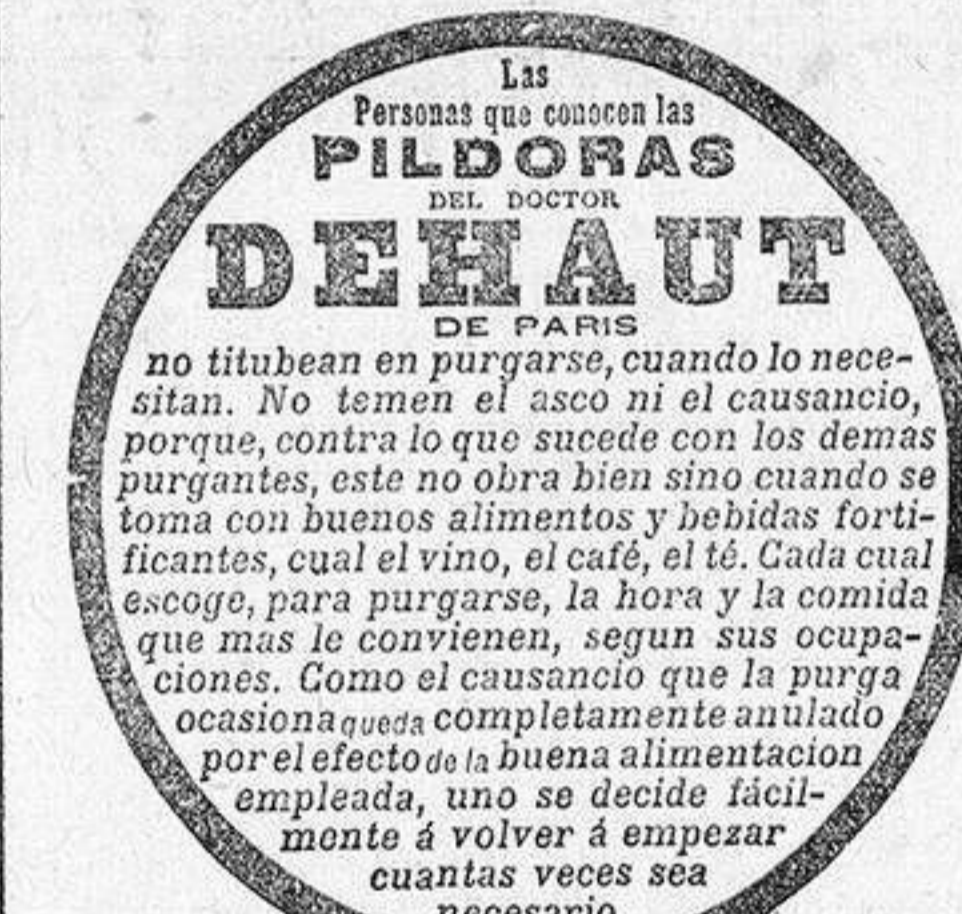 Las
Personas que conocen las
PILDORAS
DEL DOCTOR
DEHAUT
DE PARIS
no titubean en purgarse, cuando lo nece-
sitan. No temen el asco ni el causancio,
porque, contra lo que sucede con los demas
purgantes, este no obra bien sino cuando se
toma con buenos alimentos y bebidas forti-
ficantes, cual el vino, el café, el té. Cada cual
escoge, para purgarse, la hora y la comida
que mas le convienen, segun sus ocupa-
ciones. Como el causancio que la purga
ocasiona queda completamente anulado
por el efecto de la buena alimentacion
empleada, uno se decide fácil-
mente á volver á empezar
cuantas veces sea
necesario